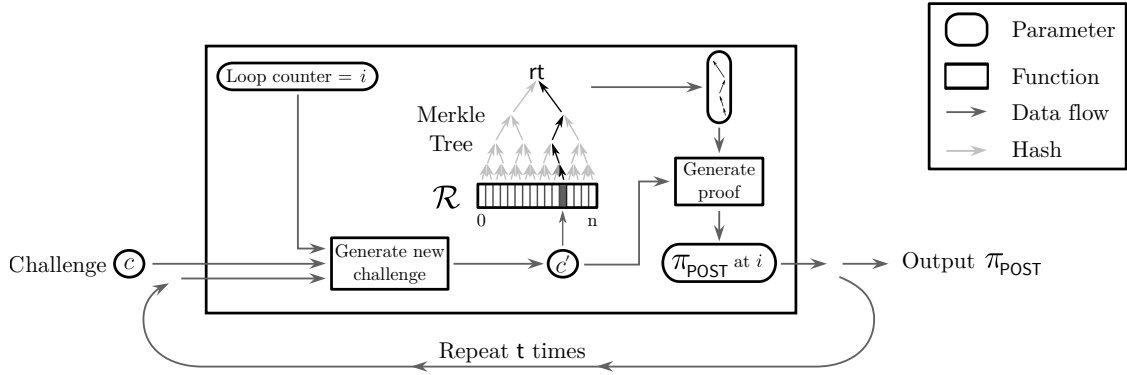 Parameter
Function
Data flow
Hash
Loop counter = i
rt
Merkle
Tree
Generate
proof
ℛ
0 n
Challenge c
Generate new
challenge
c′
π_POST at i
Output π_POST
Repeat t times